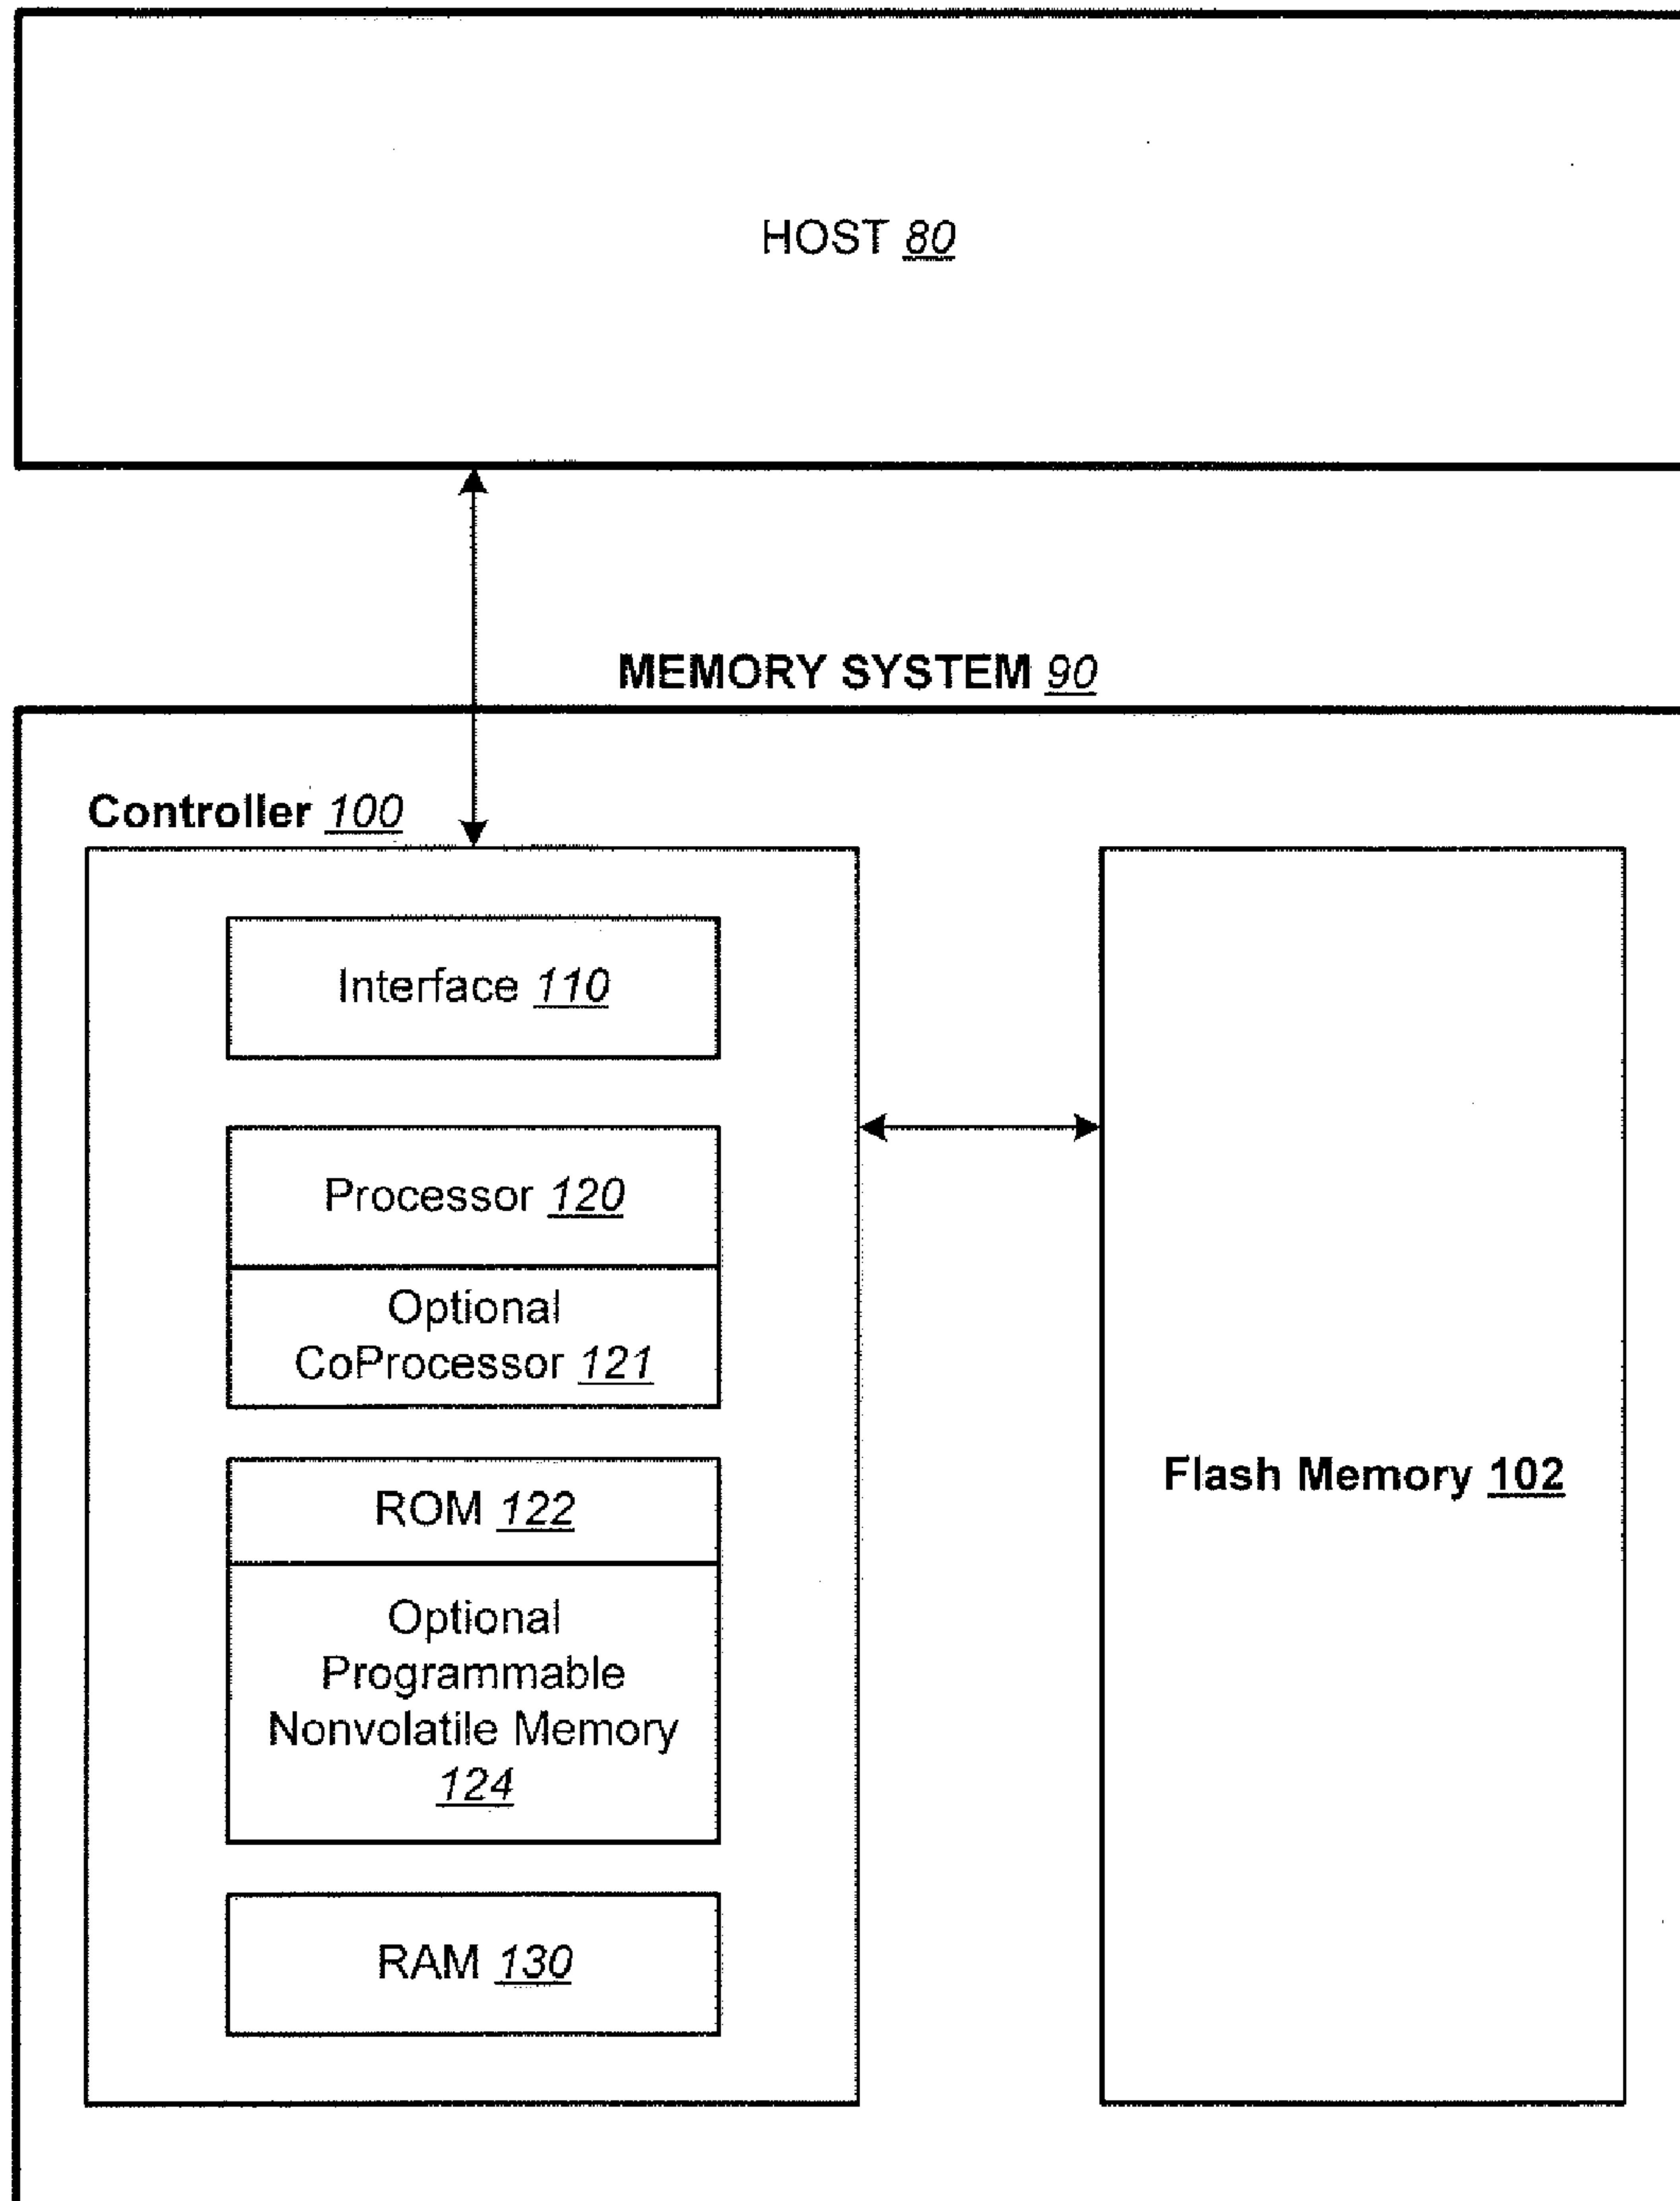 HOST 80
MEMORY SYSTEM 90
Controller 100
Interface 110
Processor 120
Optional
CoProcessor 121
ROM 122
Optional
Programmable
Nonvolatile Memory
124
RAM 130
Flash Memory 102